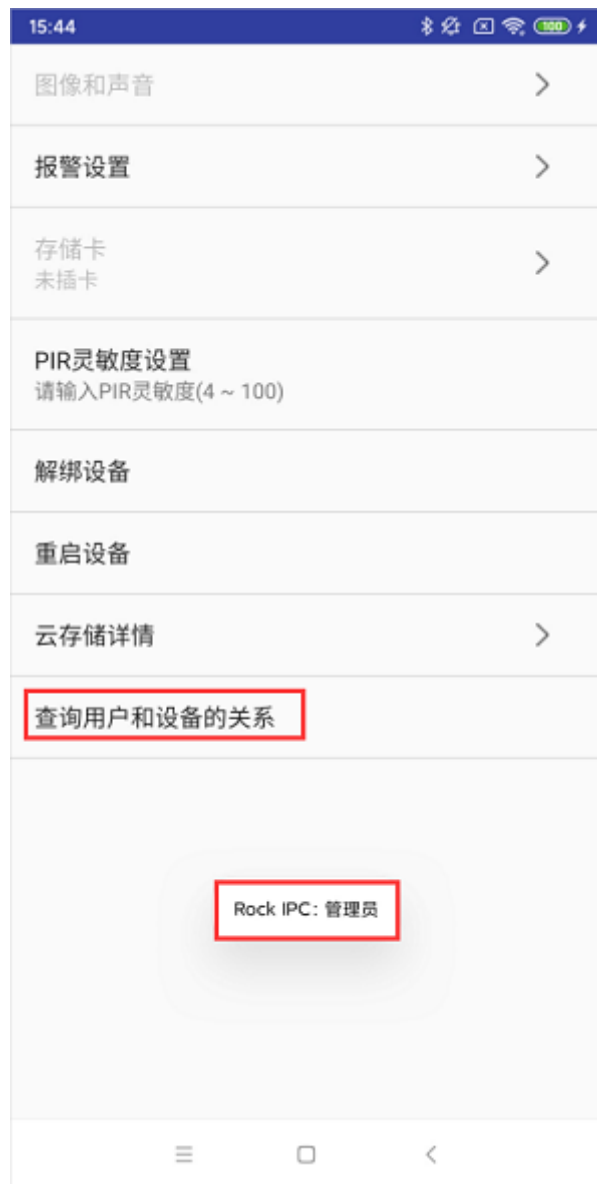 15:44
100
图像和声音
报警设置
存储卡
未插卡
PIR灵敏度设置
请输入PIR灵敏度(4 ~ 100)
解绑设备
重启设备
云存储详情
查询用户和设备的关系
Rock IPC: 管理员